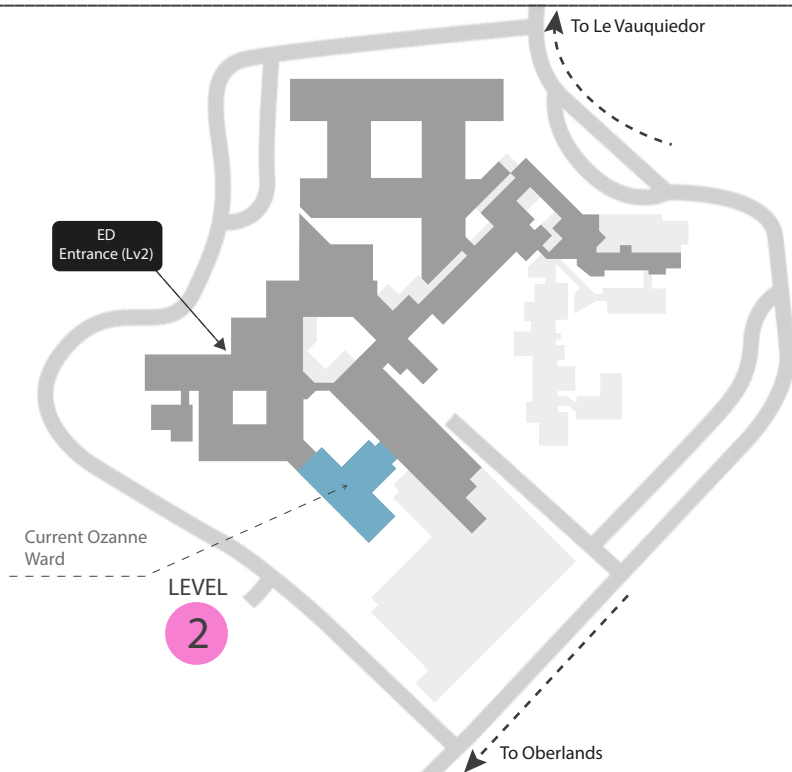 To Le Vauquiedor
ED
Entrance (Lv2)
Current Ozanne
Ward
LEVEL
2
To Oberlands